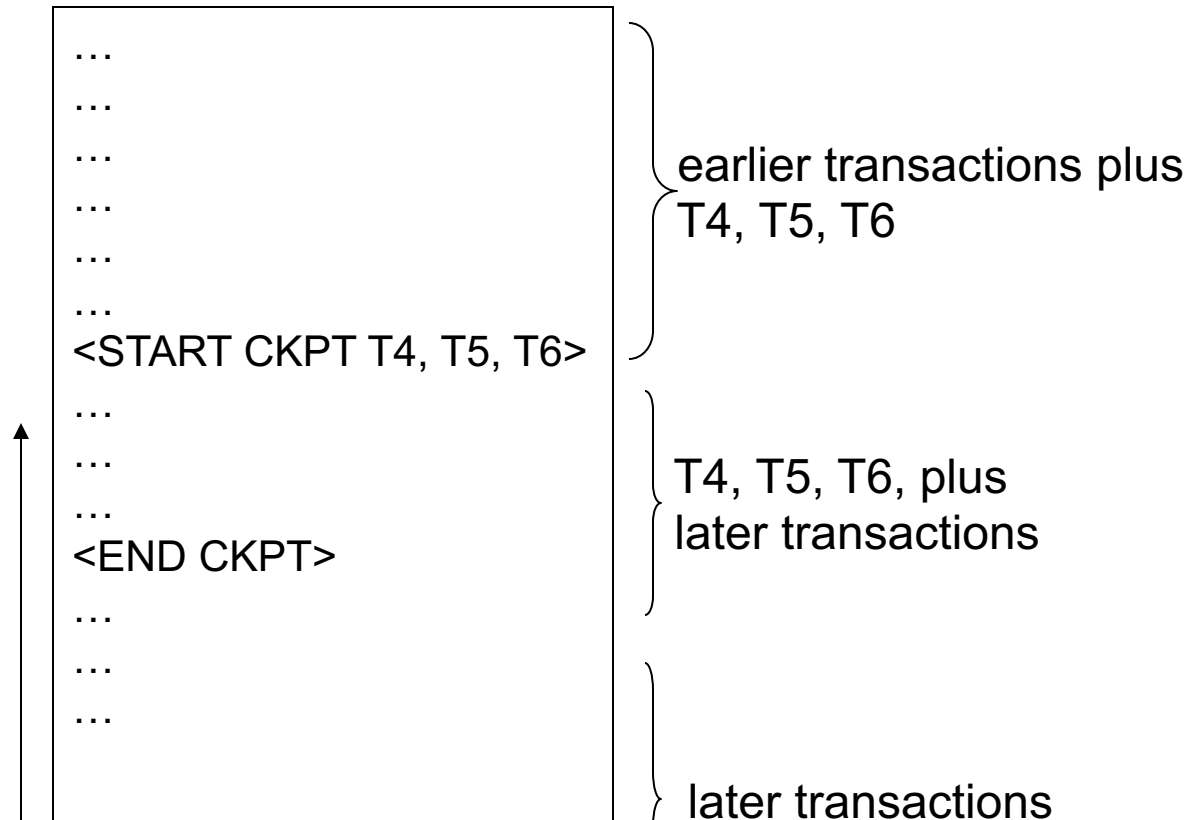 …
…
…
…
…
…
<START CKPT T4, T5, T6>
…
…
…
<END CKPT>
…
…
…
earlier transactions plus
T4, T5, T6
T4, T5, T6, plus
later transactions
later transactions